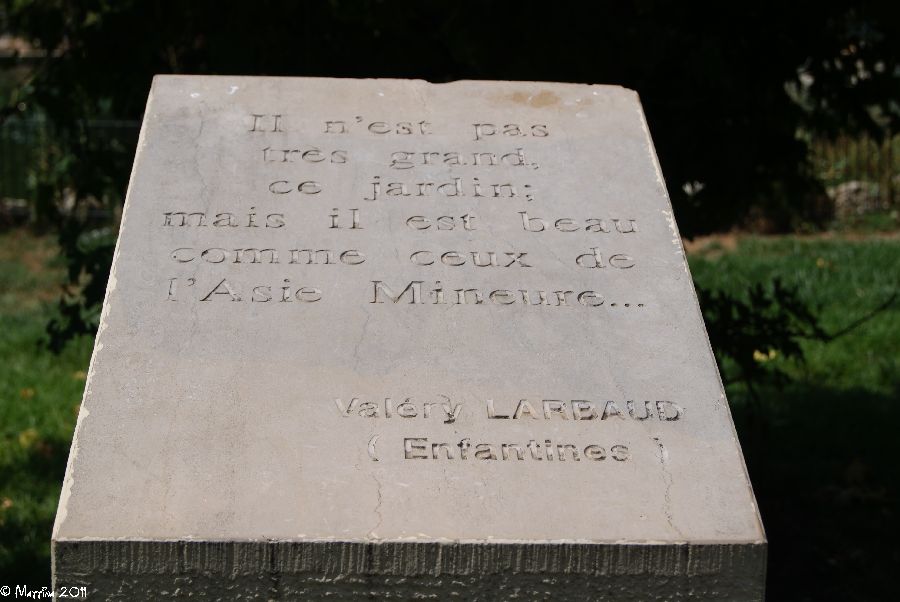 Il n'est pas
très grand,
ce jardin;
mais il est beau
comme ceux de
l'Asie Mineure...
Valéry LARBAUD
( Enfantines )
© Marrina 2011